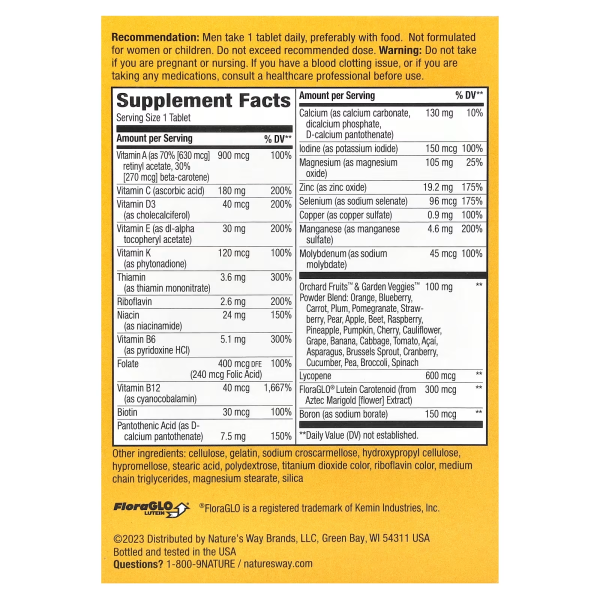 Recommendation: Men take 1 tablet daily, preferably with food. Not formulated
for women or children. Do not exceed recommended dose. Warning: Do not take
if you are pregnant or nursing. If you have a blood clotting issue, or if you are
taking any medications, consult a healthcare professional before use.
Supplement Facts
Serving Size 1 Tablet
Amount per Serving % DV**
Vitamin A (as 70% [630 mcg] 900 mcg 100%
retinyl acetate, 30%
[270 mcg] beta-carotene)
Vitamin C (ascorbic acid) 180 mg 200%
Vitamin D3 40 mcg 200%
(as cholecalciferol)
Vitamin E (as dl-alpha 30 mg 200%
tocopheryl acetate)
Vitamin K 120 mcg 100%
(as phytonadione)
Thiamin 3.6 mg 300%
(as thiamin mononitrate)
Riboflavin 2.6 mg 200%
Niacin 24 mg 150%
(as niacinamide)
Vitamin B6 5.1 mg 300%
(as pyridoxine HCl)
Folate 400 mcg DFE 100%
(240 mcg Folic Acid)
Vitamin B12 40 mcg 1,667%
(as cyanocobalamin)
Biotin 30 mcg 100%
Pantothenic Acid (as D-
calcium pantothenate) 7.5 mg 150%
Amount per Serving % DV**
Calcium (as calcium carbonate, 130 mg 10%
dicalcium phosphate,
D-calcium pantothenate)
Iodine (as potassium iodide) 150 mcg 100%
Magnesium (as magnesium 105 mg 25%
oxide)
Zinc (as zinc oxide) 19.2 mg 175%
Selenium (as sodium selenate) 96 mcg 175%
Copper (as copper sulfate) 0.9 mg 100%
Manganese (as manganese 4.6 mg 200%
sulfate)
Molybdenum (as sodium 45 mcg 100%
molybdate)
Orchard Fruits™ & Garden Veggies™ 100 mg **
Powder Blend: Orange, Blueberry,
Carrot, Plum, Pomegranate, Straw-
berry, Pear, Apple, Beet, Raspberry,
Pineapple, Pumpkin, Cherry, Cauliflower,
Grape, Banana, Cabbage, Tomato, Açaí,
Asparagus, Brussels Sprout, Cranberry,
Cucumber, Pea, Broccoli, Spinach
Lycopene 600 mcg **
FloraGLO® Lutein Carotenoid (from 300 mcg **
Aztec Marigold [flower] Extract)
Boron (as sodium borate) 150 mcg **
**Daily Value (DV) not established.
Other ingredients: cellulose, gelatin, sodium croscarmellose, hydroxypropyl cellulose,
hypromellose, stearic acid, polydextrose, titanium dioxide color, riboflavin color, medium
chain triglycerides, magnesium stearate, silica
FloraGLO LUTEIN ®FloraGLO is a registered trademark of Kemin Industries, Inc.
©2023 Distributed by Nature's Way Brands, LLC, Green Bay, WI 54311 USA
Bottled and tested in the USA
Questions? 1-800-9NATURE / naturesway.com